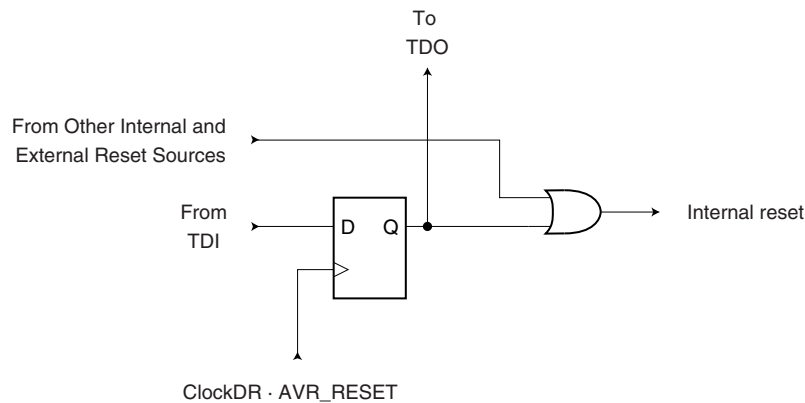 To
TDO
From Other Internal and
External Reset Sources
From
TDI
D
Q
Internal reset
ClockDR · AVR_RESET